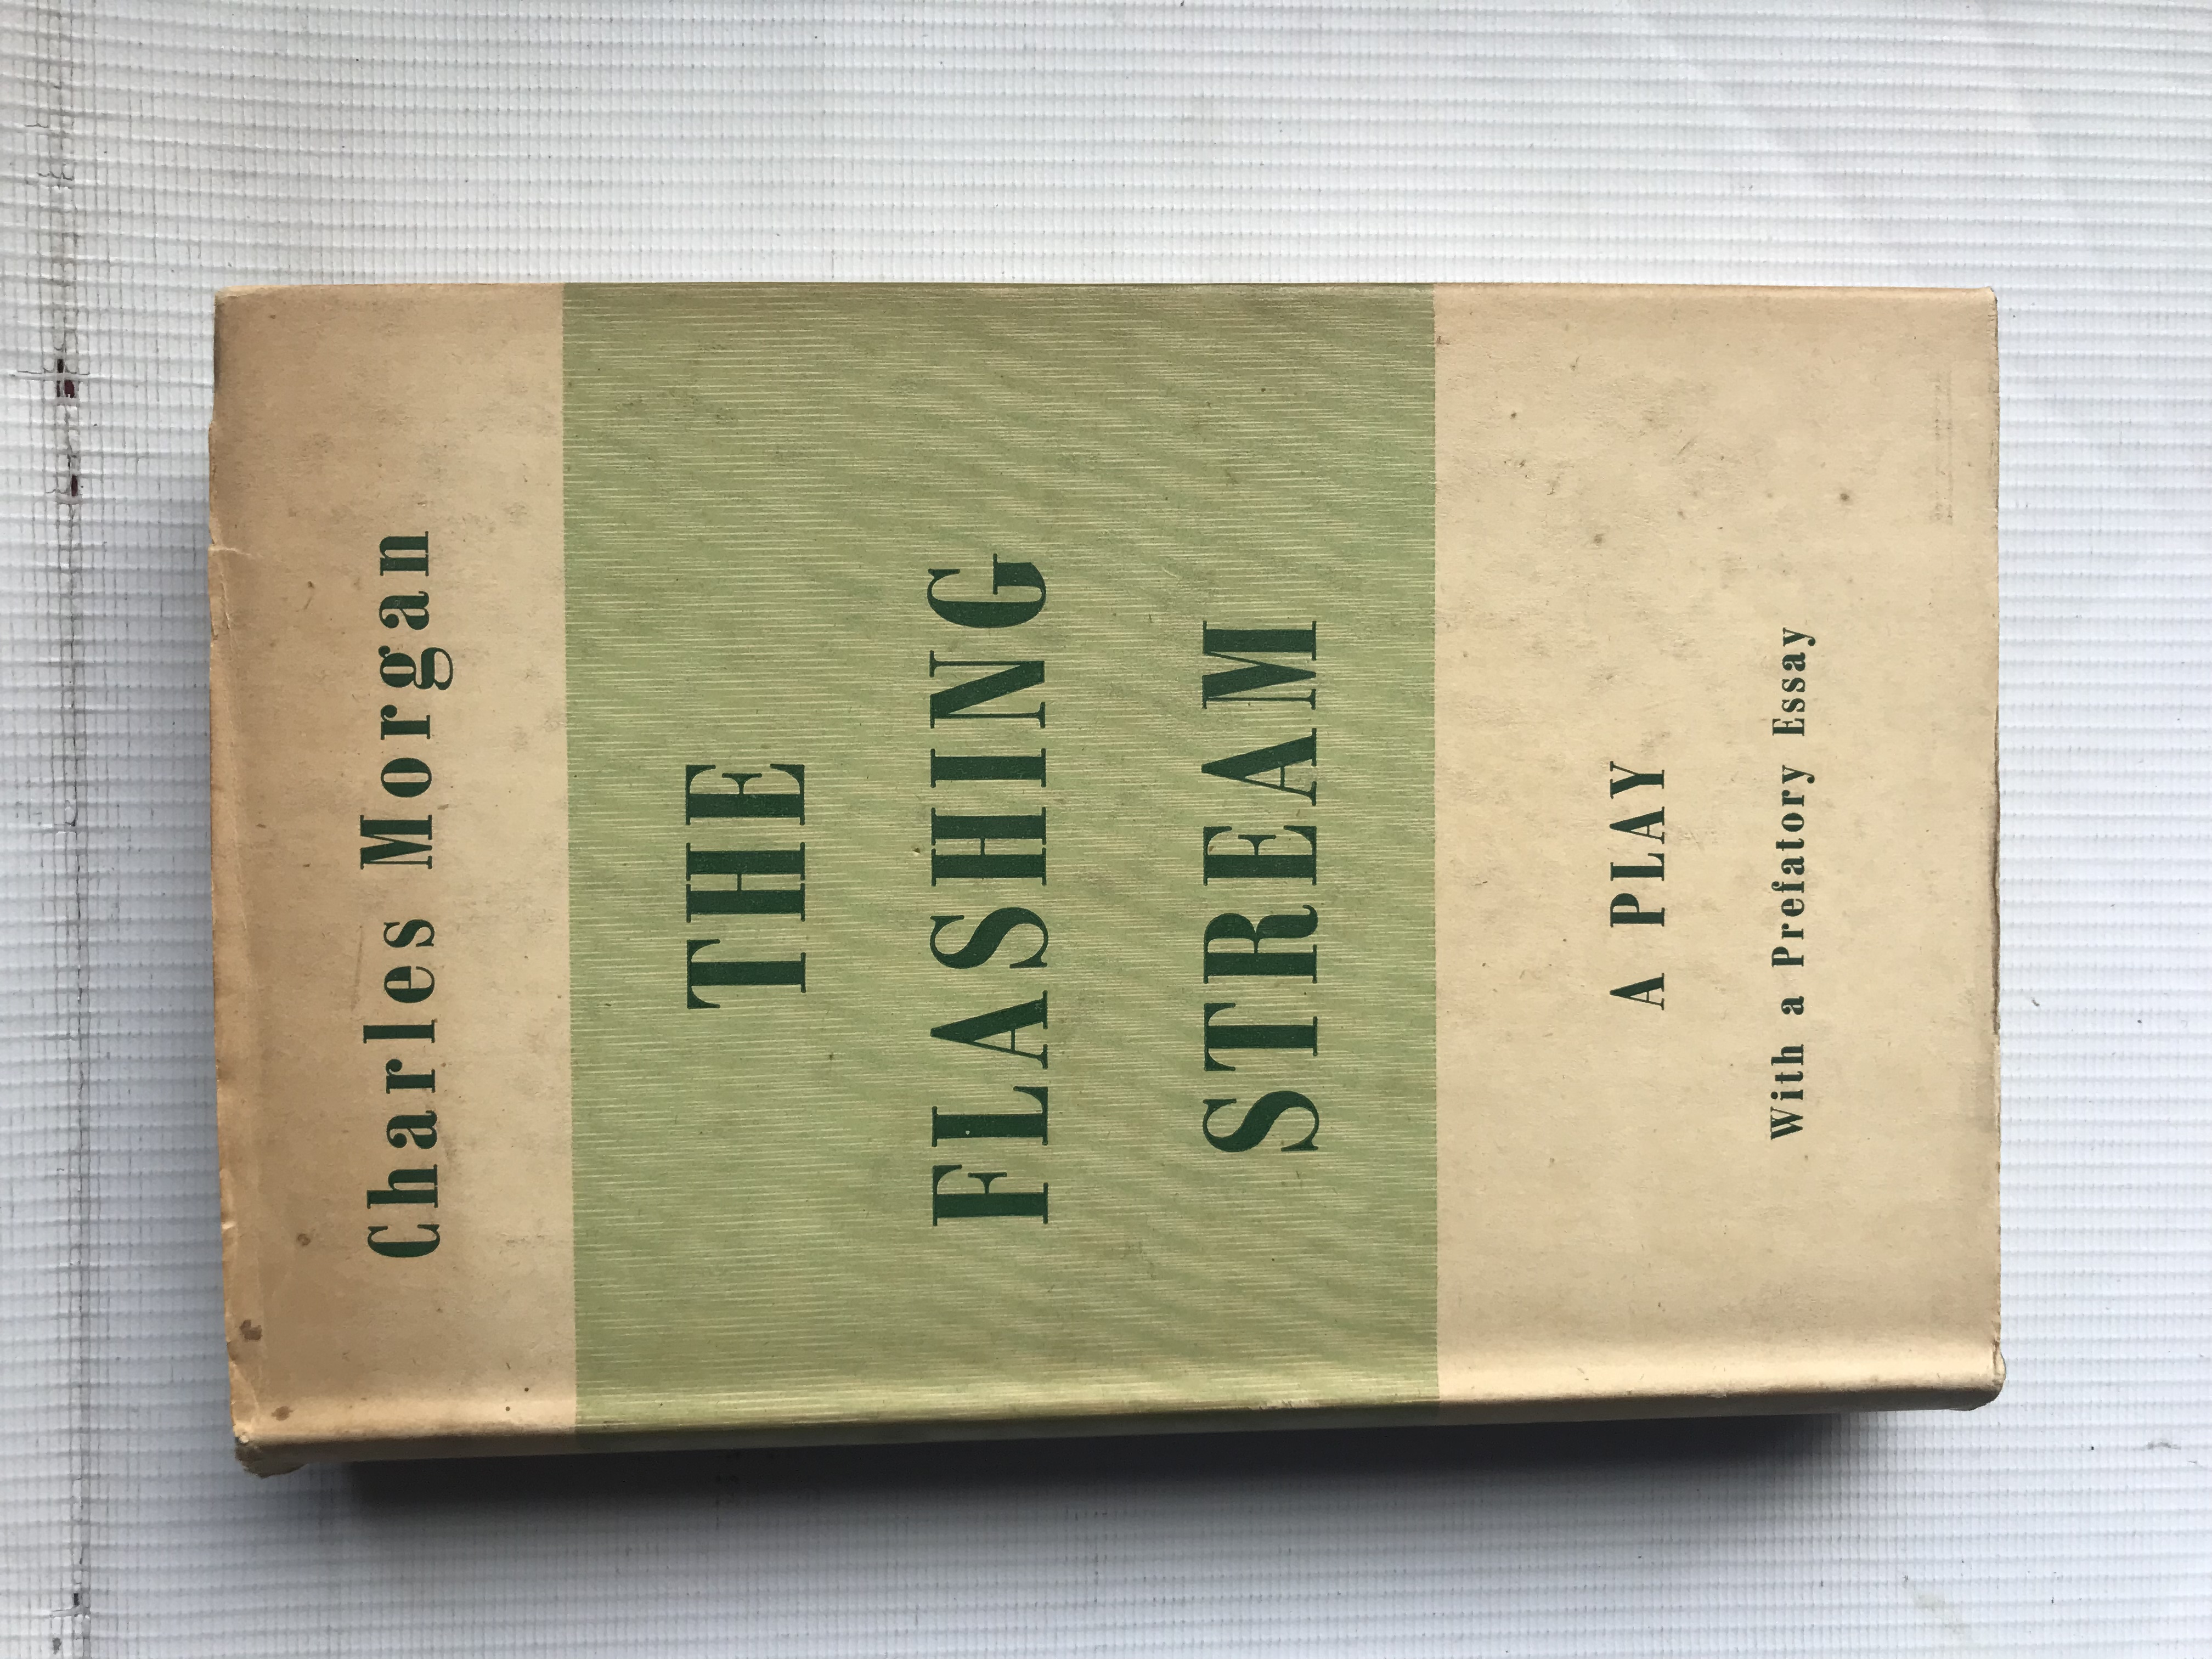 Charles Morgan
THE
FLASHING
STREAM
A PLAY
With a Prefatory Essay